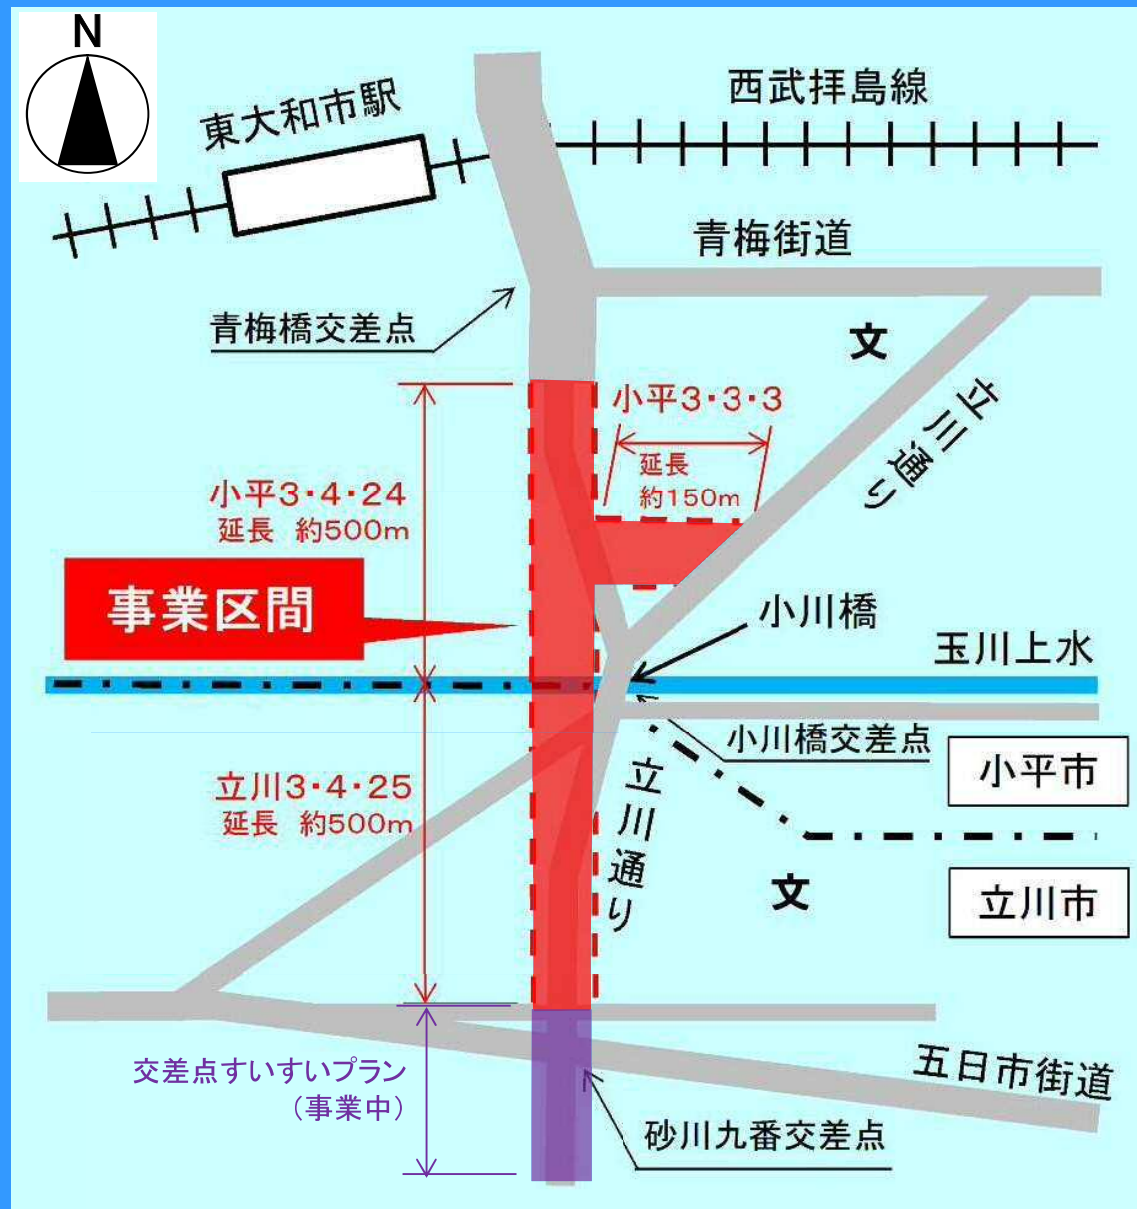 N
東大和市駅
西武拝島線
青梅街道
青梅橋交差点
文
立川通り
小平3・3・3
延長
約150m
小平3・4・24
延長 約500m
事業区間
小川橋
玉川上水
小川橋交差点
小平市
立川3・4・25
延長 約500m
立川通り
文
立川市
交差点すいすいプラン
(事業中)
五日市街道
砂川九番交差点